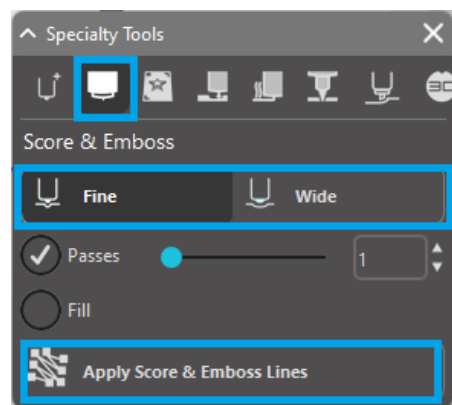 Specialty Tools
Score & Emboss
Fine Wide
Passes 1
Fill
Apply Score & Emboss Lines